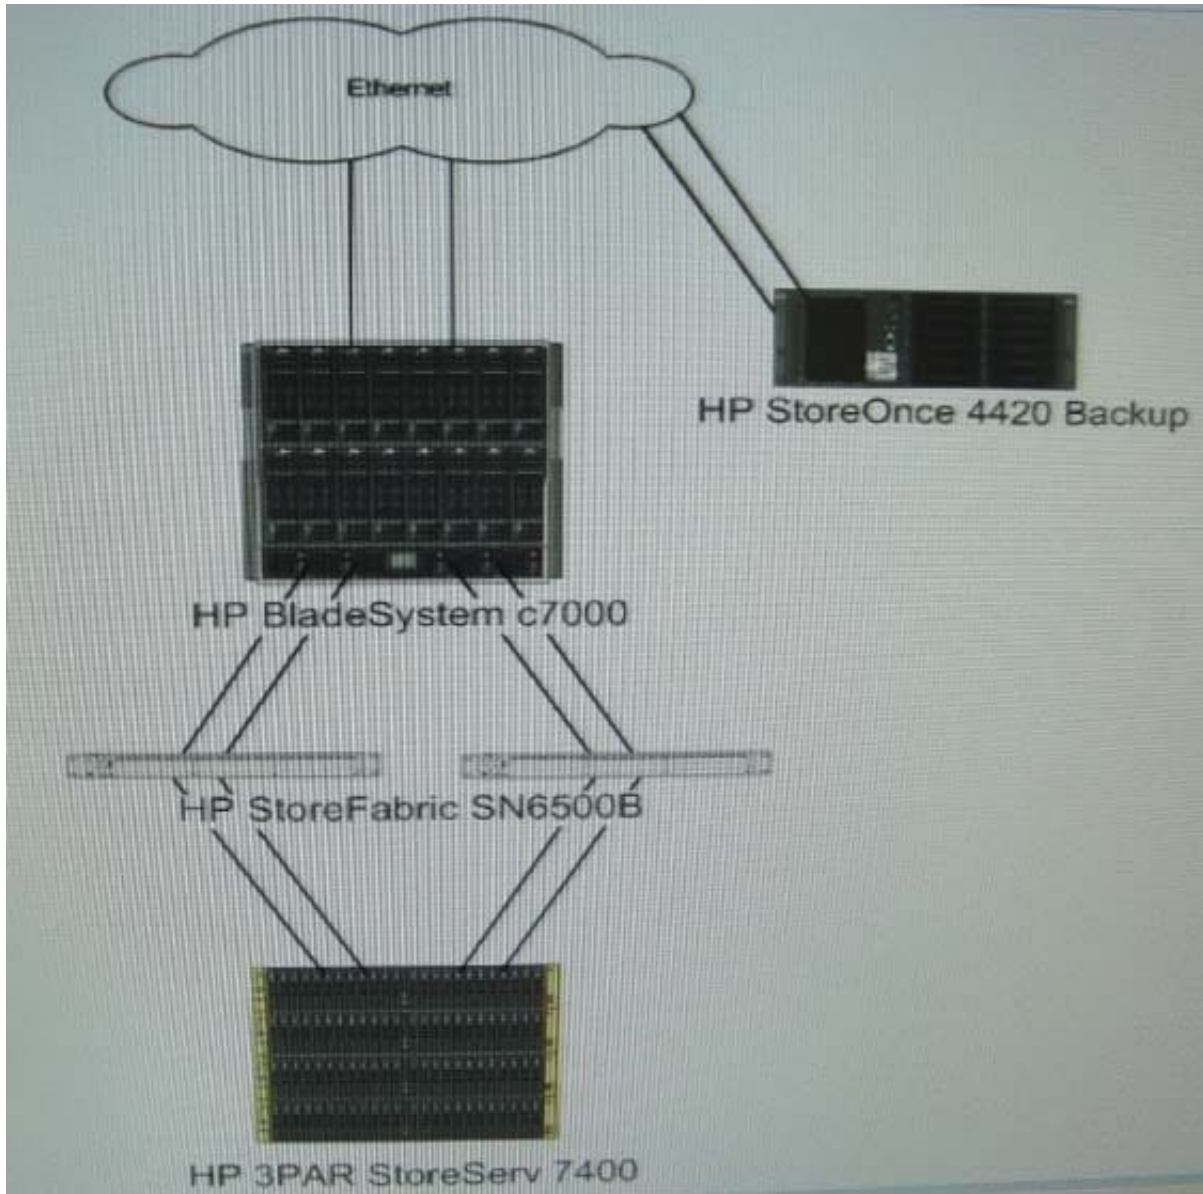 Ethernet
HP StoreOnce 4420 Backup
HP BladeSystem c7000
HP StoreFabric SN6500B
HP 3PAR StoreServ 7400